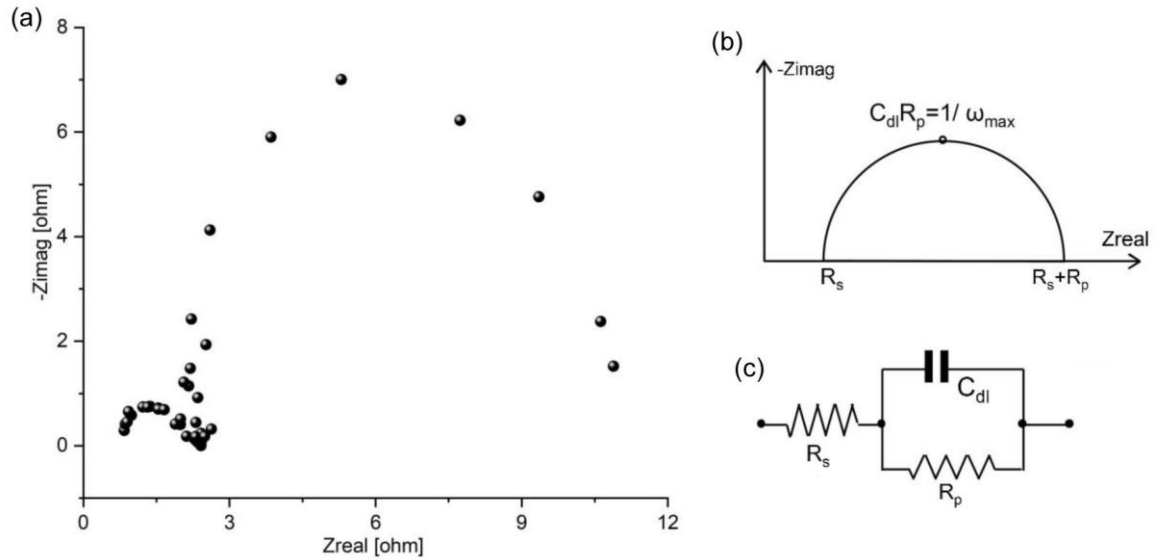 (a)
8
6
4
2
0
-Zimag [ohm]
0 3 6 9 12
Zreal [ohm]
(b)
-Zimag
CdlRp=1/ ωmax
Zreal
Rs
Rs+Rp
(c)
Cdl
Rs
Rp